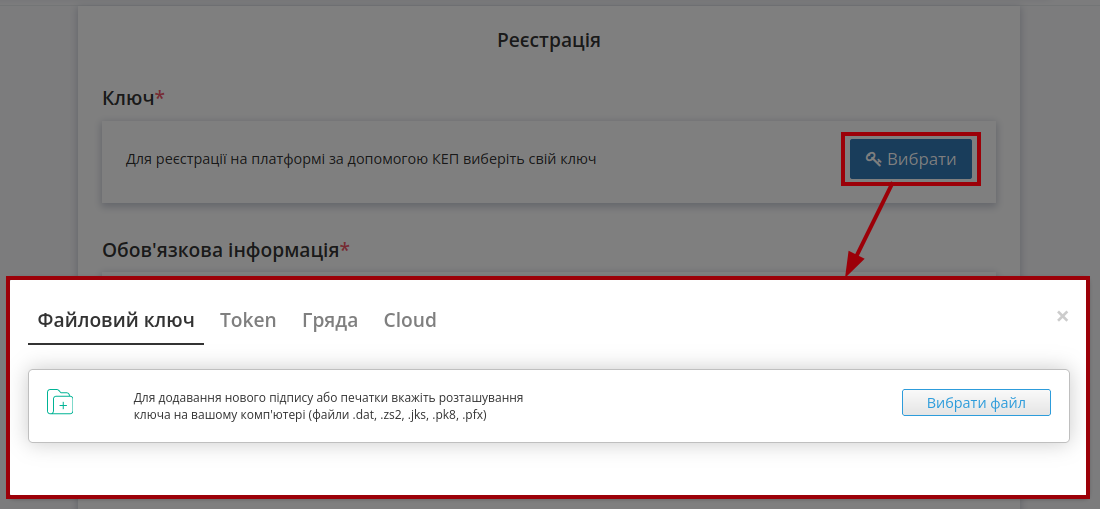 Реєстрація
Ключ*
Для реєстрації на платформі за допомогою КЕП виберіть свій ключ
Вибрати
Обов'язкова інформація*
Файловий ключ Token Гряда Cloud ×
Для додавання нового підпису або печатки вкажіть розташування
ключа на вашому комп'ютері (файли .dat, .zs2, .jks, .pk8, .pfx)
Вибрати файл